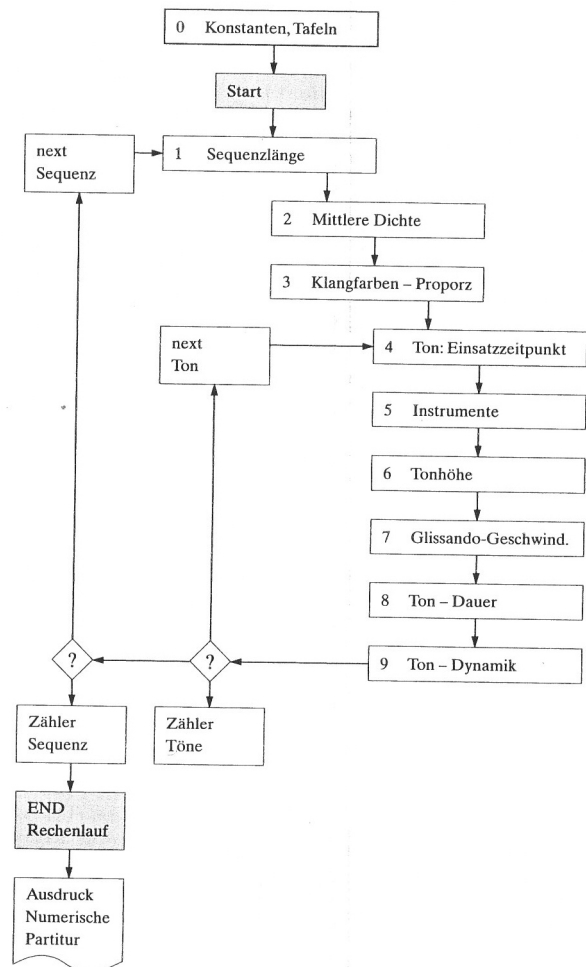 0 Konstanten, Tafeln
Start
next
Sequenz
1 Sequenzlänge
2 Mittlere Dichte
3 Klangfarben – Proporz
next
Ton
4 Ton: Einsatzzeitpunkt
5 Instrumente
6 Tonhöhe
7 Glissando-Geschwind.
8 Ton – Dauer
9 Ton – Dynamik
?
?
Zähler
Sequenz
Zähler
Töne
END
Rechenlauf
Ausdruck
Numerische
Partitur